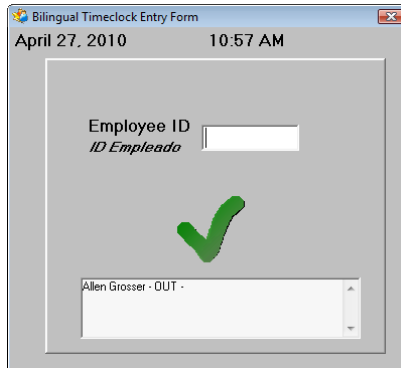 Bilingual Timeclock Entry Form
April 27, 2010 10:57 AM
Employee ID
ID Empleado
Allen Grosser - OUT -